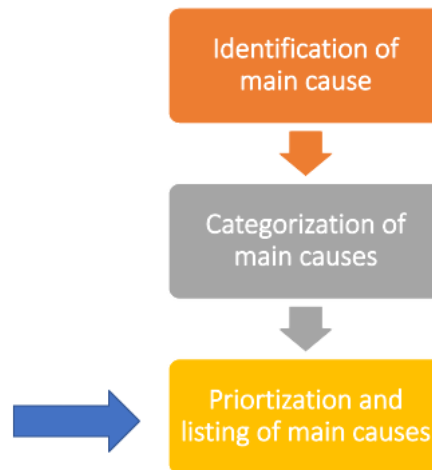 Identification of
main cause
Categorization of
main causes
Priortization and
listing of main causes